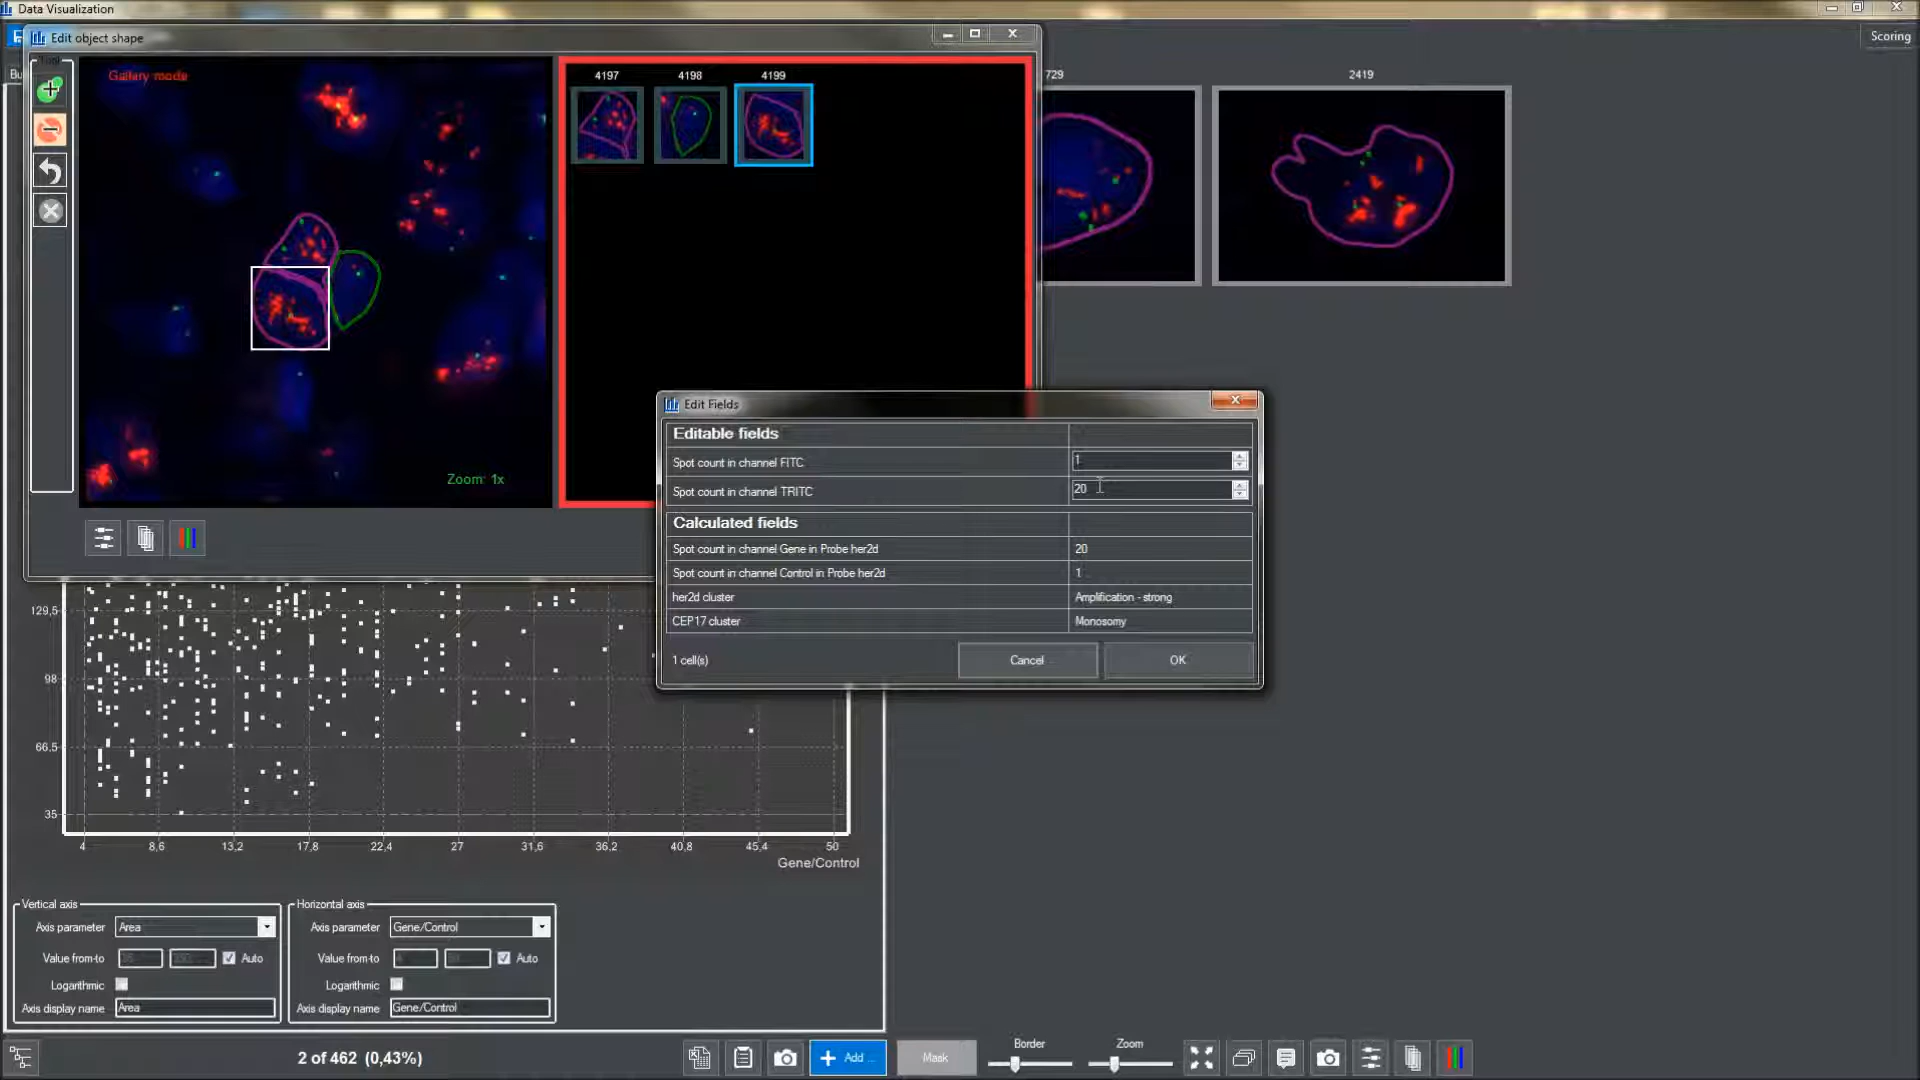 Data Visualization
Edit object shape
Scoring
Tool
Bu
Gallery mode
4197
4198
4199
729
2419
Zoom: 1x
Edit Fields
Editable fields
Spot count in channel FITC
1
Spot count in channel TRITC
20
Calculated fields
Spot count in channel Gene in Probe her2d
20
Spot count in channel Control in Probe her2d
1
her2d cluster
Amplification - strong
CEP17 cluster
Monosomy
1 cell(s)
Cancel
OK
129,5
98
66,5
35
4
8,6
13,2
17,8
22,4
27
31,6
36,2
40,8
45,4
50
Gene/Control
Vertical axis
Axis parameter
Area
Value from-to
Auto
Logarithmic
Axis display name
Area
Horizontal axis
Axis parameter
Gene/Control
Value from-to
4
50
Auto
Logarithmic
Axis display name
Gene/Control
2 of 462 (0,43%)
Add ...
Mask
Border
Zoom